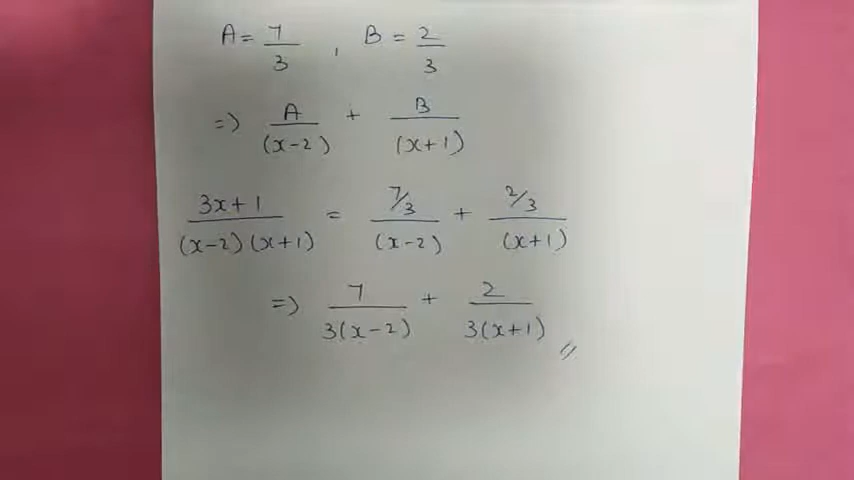 A = 7/3 , B = 2/3
=> A/(x-2) + B/(x+1)
3x+1/(x-2)(x+1) = 7/3/(x-2) + 2/3/(x+1)
=> 7/3(x-2) + 2/3(x+1) //